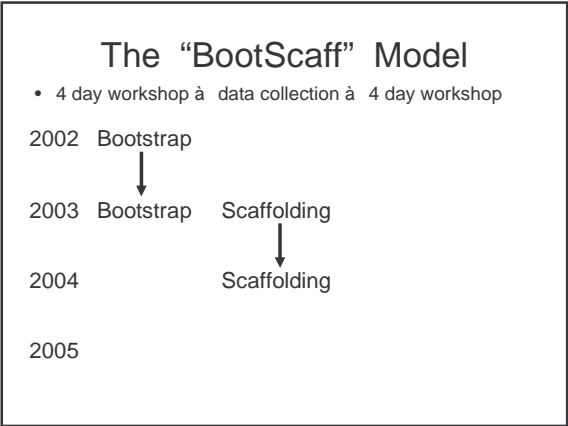 The “BootScaff” Model
• 4 day workshop à data collection à 4 day workshop
2002 Bootstrap
2003 Bootstrap Scaffolding
2004 Scaffolding
2005